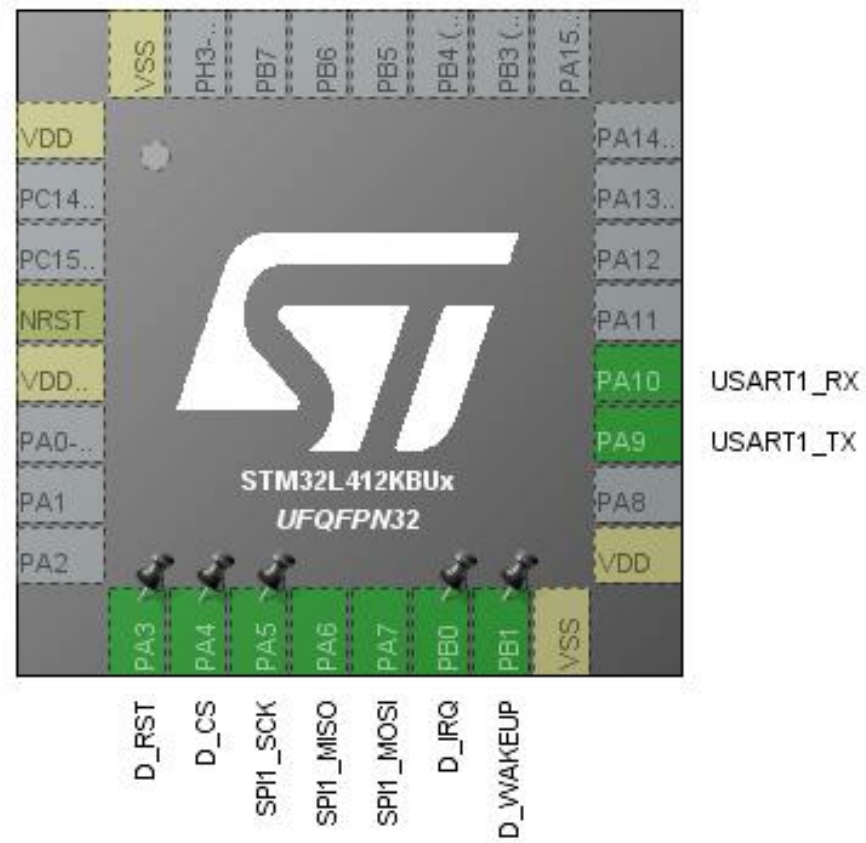 VSS
PH3-..
PB7
PB6
PB5
PB4 (..
PB3 (..
PA15..
VDD
PC14..
PC15..
NRST
VDD..
PA0-..
PA1
PA2
PA14..
PA13..
PA12
PA11
PA10 USART1_RX
PA9 USART1_TX
PA8
VDD
STM32L412KBUx
UFQFPN32
PA3
PA4
PA5
PA6
PA7
PB0
PB1
VSS
D_RST
D_CS
SPI1_SCK
SPI1_MISO
SPI1_MOSI
D_IRQ
D_WAKEUP